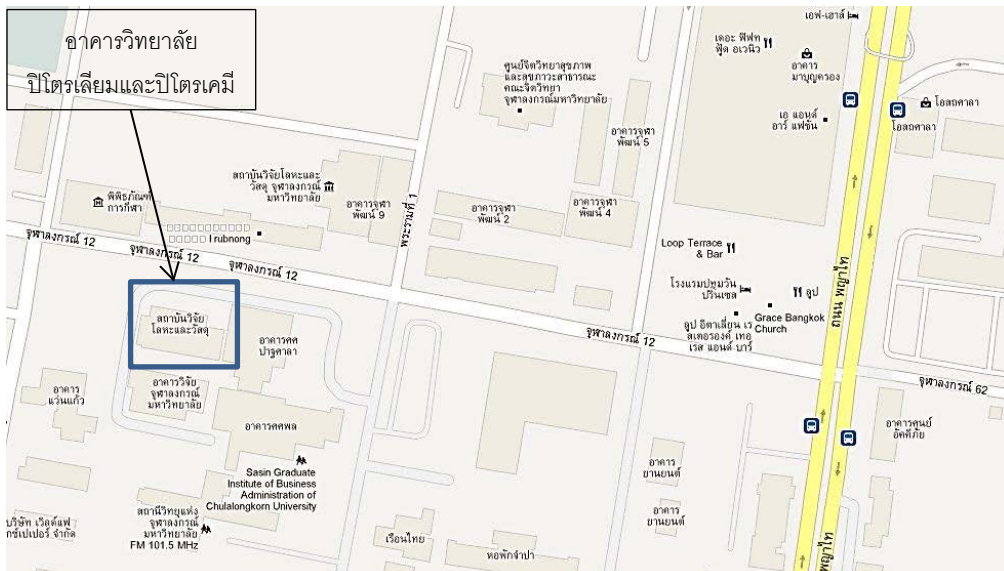 อาคารวิทยาลัย
ปิโตรเลียมและปิโตรเคมี
เอฟ-เฮาส์
เดอะ ฟิฟท
ฟู้ด อเวนิว
อาคาร
มาบุญครอง
เอ แอนด์
อาร์ แฟชั่น
โอสถศาลา
โอสถศาลา
ศูนย์จิตวิทยาสุขภาพ
และสุขภาวะสาธารณะ
คณะจิตวิทยา
จุฬาลงกรณ์มหาวิทยาลัย
อาคารจุฬา
พัฒน์ 5
สถาบันวิจัยโลหะและ
วัสดุ จุฬาลงกรณ์
มหาวิทยาลัย
พิพิธภัณฑ์
การกีฬา
อาคารจุฬา
พัฒน์ 9
พระรามที่ 1
อาคารจุฬา
พัฒน์ 2
อาคารจุฬา
พัฒน์ 4
Trubnong
จุฬาลงกรณ์ 12
จุฬาลงกรณ์ 12
จุฬาลงกรณ์ 12
Loop Terrace
& Bar
โรงแรมปทุมวัน
ปริ๊นเซส
ลูป
Grace Bangkok
Church
ลูป อิตาเลี่ยน เร
สเทอรองค์ เทอ
เรส แอนด์ บาร์
ถนน พญาไท
สถาบันวิจัย
โลหะและวัสดุ
อาคารศศ
ปาฐศาลา
จุฬาลงกรณ์ 12
จุฬาลงกรณ์ 62
อาคาร
แว่นแก้ว
อาคารวิจัย
จุฬาลงกรณ์
มหาวิทยาลัย
อาคารศศพล
อาคารศูนย์
อัคคีภัย
Sasin Graduate
Institute of Business
Administration of
Chulalongkorn University
อาคาร
ยานยนต์
อาคาร
ยานยนต์
สถานีวิทยุแห่ง
จุฬาลงกรณ์
มหาวิทยาลัย
FM 101.5 MHz
บริษัท เวิลด์แฟ
กซ์เปเปอร์ จำกัด
เรือนไทย
หอพักจำปา
พญาไท